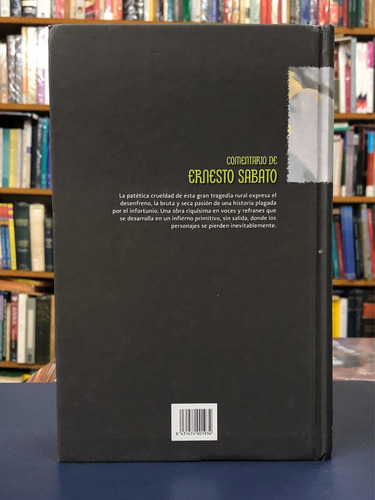 COMENTARIO DE
ERNESTO SABATO
La patética crueldad de esta gran tragedia rural expresa el
desenfreno, la bruta y seca pasión de una historia plagada
por el infortunio. Una obra riquísima en voces y refranes que
se desarrolla en un infierno primitivo, sin salida, donde los
personajes se pierden inevitablemente.